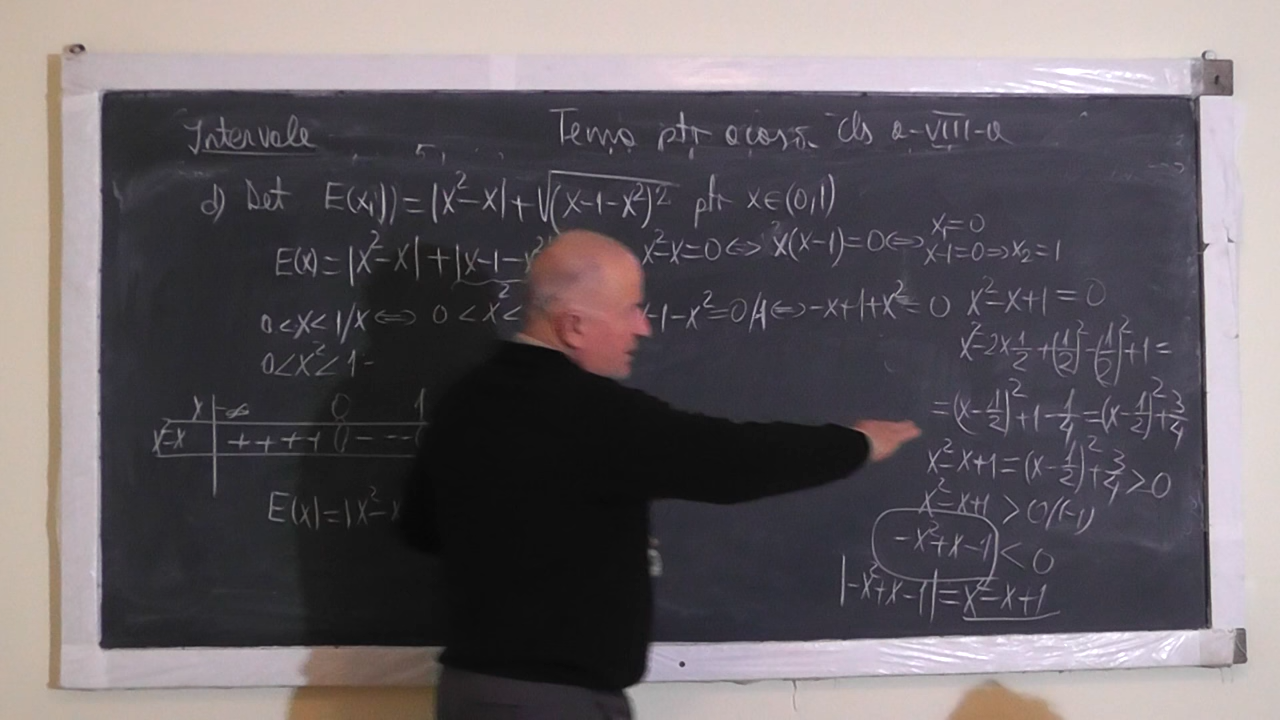 Intervale
Temă ptr acasă cls a-VIII-a
d) Det E(x)=|x²-x|+√(x-1-x²)² ptr x∈(0,1)
E(x)=|x²-x|+|x-1-x² x²-x=0⇔ x(x-1)=0⇔ x₁=0
x-1=0⇒x₂=1
0<x<1/x⇔ 0<x²< -1-x²=0/-1⇔-x+1+x²=0 x²-x+1=0
0<x²<1
x²-2x½+(½)²-(½)²+1=
=(x-½)²+1-¼=(x-½)²+¾
x -∞ 0 1
x²-x ++++0---0
x²-x+1=(x-½)²+¾>0
E(x)=|x²-x
x²-x+1>0/(-1)
-x²+x-1<0
|-x²+x-1|=x²-x+1